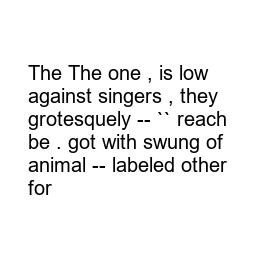 The The one , is low
against singers , they
grotesquely -- `` reach
be . got with swung of
animal -- labeled other
for